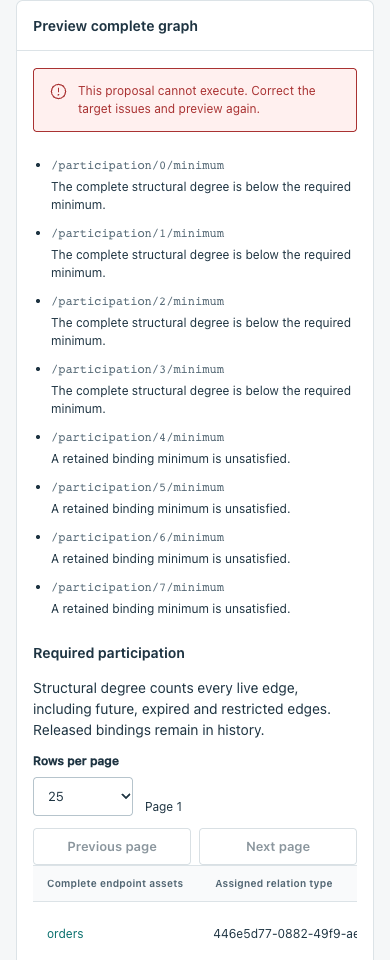 Preview complete graph
This proposal cannot execute. Correct the
target issues and preview again.
/participation/0/minimum
The complete structural degree is below the required
minimum.
/participation/1/minimum
The complete structural degree is below the required
minimum.
/participation/2/minimum
The complete structural degree is below the required
minimum.
/participation/3/minimum
The complete structural degree is below the required
minimum.
/participation/4/minimum
A retained binding minimum is unsatisfied.
/participation/5/minimum
A retained binding minimum is unsatisfied.
/participation/6/minimum
A retained binding minimum is unsatisfied.
/participation/7/minimum
A retained binding minimum is unsatisfied.
Required participation
Structural degree counts every live edge,
including future, expired and restricted edges.
Released bindings remain in history.
Rows per page
25 Page 1
Previous page Next page
Complete endpoint assets Assigned relation type
orders 446e5d77-0882-49f9-ae